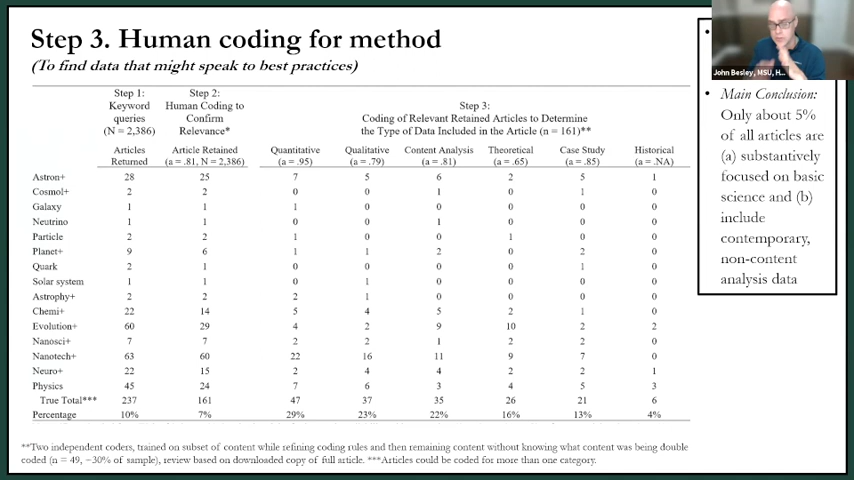 Step 3. Human coding for method
(To find data that might speak to best practices)
John Besley, MSU, H...
Step 1: Keyword queries (N = 2,386)
Step 2: Human Coding to Confirm Relevance*
Step 3: Coding of Relevant Retained Articles to Determine the Type of Data Included in the Article (n = 161)**
Articles Returned
Article Retained (a = .81, N = 2,386)
Quantitative (a = .95)
Qualitative (a = .79)
Content Analysis (a = .81)
Theoretical (a = .65)
Case Study (a = .85)
Historical (a = .NA)
Astron+ 28 25 7 5 6 2 5 1
Cosmol+ 2 2 0 0 1 0 1 0
Galaxy 1 1 1 0 0 0 0 0
Neutrino 1 1 0 0 1 0 0 0
Particle 2 2 1 0 0 1 0 0
Planet+ 9 6 1 1 2 0 2 0
Quark 2 1 0 0 0 0 1 0
Solar system 1 1 0 1 0 0 0 0
Astrophy+ 2 2 2 1 0 0 0 0
Chemi+ 22 14 5 4 5 2 1 0
Evolution+ 60 29 4 2 9 10 2 2
Nanosci+ 7 7 2 2 1 2 2 0
Nanotech+ 63 60 22 16 11 9 7 0
Neuro+ 22 15 2 4 4 2 2 1
Physics 45 24 7 6 3 4 5 3
True Total*** 237 161 47 37 35 26 21 6
Percentage 10% 7% 29% 23% 22% 16% 13% 4%
**Two independent coders, trained on subset of content while refining coding rules and then remaining content without knowing what content was being double
coded (n = 49, ~30% of sample), review based on downloaded copy of full article. ***Articles could be coded for more than one category.
• Main Conclusion:
Only about 5%
of all articles are
(a) substantively
focused on basic
science and (b)
include
contemporary,
non-content
analysis data